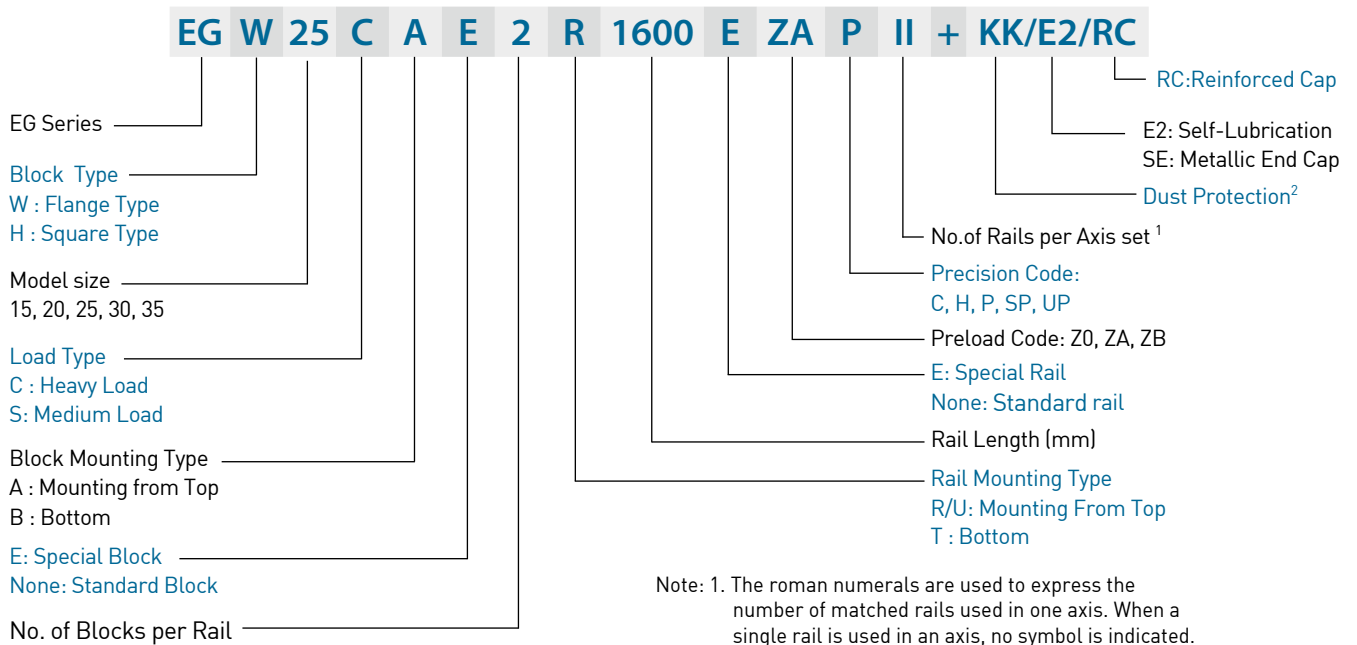 EG W 25 C A E 2 R 1600 E ZA P II + KK/E2/RC
RC:Reinforced Cap
EG Series
E2: Self-Lubrication
SE: Metallic End Cap
Block Type
W : Flange Type
H : Square Type
Dust Protection²
No.of Rails per Axis set ¹
Model size
15, 20, 25, 30, 35
Precision Code:
C, H, P, SP, UP
Preload Code: Z0, ZA, ZB
Load Type
C : Heavy Load
S: Medium Load
E: Special Rail
None: Standard rail
Rail Length (mm)
Block Mounting Type
A : Mounting from Top
B : Bottom
Rail Mounting Type
R/U: Mounting From Top
T : Bottom
E: Special Block
None: Standard Block
No. of Blocks per Rail
Note: 1. The roman numerals are used to express the
number of matched rails used in one axis. When a
single rail is used in an axis, no symbol is indicated.